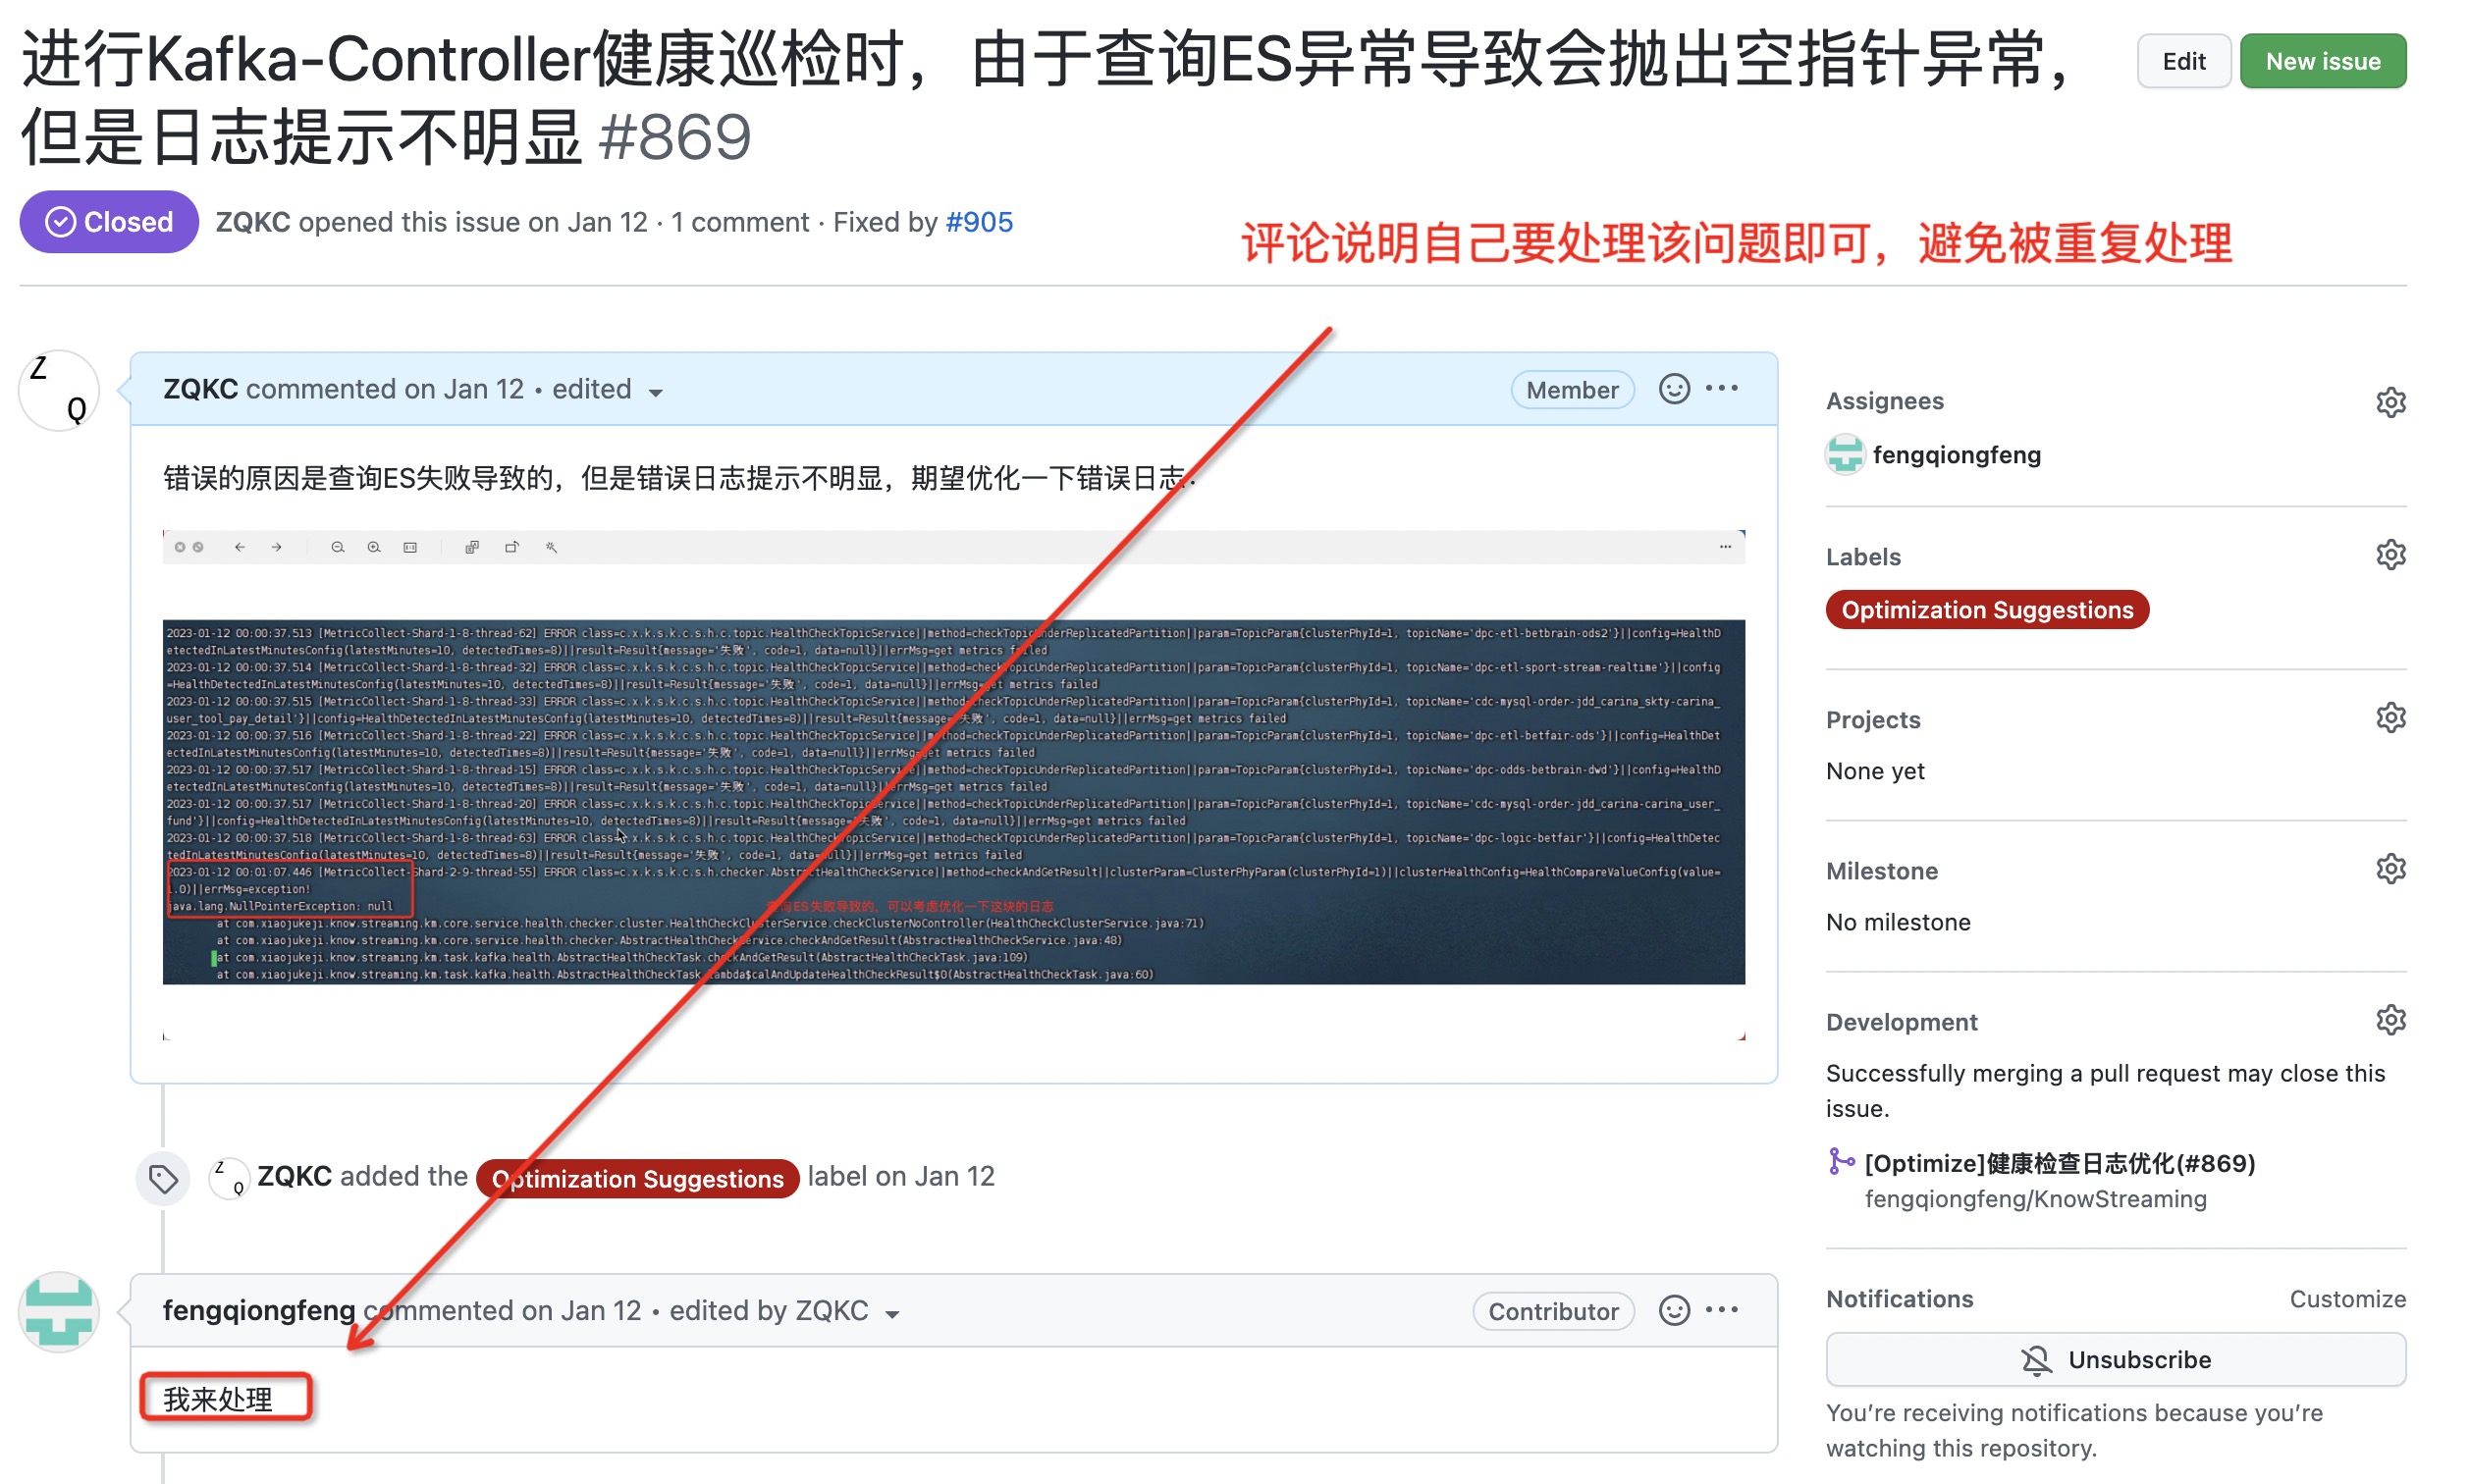 进行Kafka-Controller健康巡检时，由于查询ES异常导致会抛出空指针异常，
但是日志提示不明显 #869
Edit
New issue
Closed
ZQKC opened this issue on Jan 12 · 1 comment · Fixed by #905
评论说明自己要处理该问题即可，避免被重复处理
Z
Q
ZQKC commented on Jan 12 • edited
Member
错误的原因是查询ES失败导致的，但是错误日志提示不明显，期望优化一下错误日志.
2023-01-12 00:00:37.513 [MetricCollect-Shard-1-8-thread-62] ERROR class=c.x.k.s.k.c.s.h.c.topic.HealthCheckTopicService||method=checkTopicUnderReplicatedPartition||param=TopicParam{clusterPhyId=1, topicName='dpc-etl-betbrain-ods2'}||config=HealthD
etectedInLatestMinutesConfig(latestMinutes=10, detectedTimes=8)||result=Result{message='失败', code=1, data=null}||errMsg=get metrics failed
2023-01-12 00:00:37.514 [MetricCollect-Shard-1-8-thread-32] ERROR class=c.x.k.s.k.c.s.h.c.topic.HealthCheckTopicService||method=checkTopicUnderReplicatedPartition||param=TopicParam{clusterPhyId=1, topicName='dpc-etl-sport-stream-realtime'}||config
=HealthDetectedInLatestMinutesConfig(latestMinutes=10, detectedTimes=8)||result=Result{message='失败', code=1, data=null}||errMsg=get metrics failed
2023-01-12 00:00:37.515 [MetricCollect-Shard-1-8-thread-33] ERROR class=c.x.k.s.k.c.s.h.c.topic.HealthCheckTopicService||method=checkTopicUnderReplicatedPartition||param=TopicParam{clusterPhyId=1, topicName='cdc-mysql-order-jdd_carina_skty-carina_
user_tool_pay_detail'}||config=HealthDetectedInLatestMinutesConfig(latestMinutes=10, detectedTimes=8)||result=Result{message='失败', code=1, data=null}||errMsg=get metrics failed
2023-01-12 00:00:37.516 [MetricCollect-Shard-1-8-thread-22] ERROR class=c.x.k.s.k.c.s.h.c.topic.HealthCheckTopicService||method=checkTopicUnderReplicatedPartition||param=TopicParam{clusterPhyId=1, topicName='dpc-etl-betfair-ods'}||config=HealthDet
ectedInLatestMinutesConfig(latestMinutes=10, detectedTimes=8)||result=Result{message='失败', code=1, data=null}||errMsg=get metrics failed
2023-01-12 00:00:37.517 [MetricCollect-Shard-1-8-thread-15] ERROR class=c.x.k.s.k.c.s.h.c.topic.HealthCheckTopicService||method=checkTopicUnderReplicatedPartition||param=TopicParam{clusterPhyId=1, topicName='dpc-odds-betbrain-dwd'}||config=HealthD
etectedInLatestMinutesConfig(latestMinutes=10, detectedTimes=8)||result=Result{message='失败', code=1, data=null}||errMsg=get metrics failed
2023-01-12 00:00:37.517 [MetricCollect-Shard-1-8-thread-20] ERROR class=c.x.k.s.k.c.s.h.c.topic.HealthCheckTopicService||method=checkTopicUnderReplicatedPartition||param=TopicParam{clusterPhyId=1, topicName='cdc-mysql-order-jdd_carina-carina_user_
fund'}||config=HealthDetectedInLatestMinutesConfig(latestMinutes=10, detectedTimes=8)||result=Result{message='失败', code=1, data=null}||errMsg=get metrics failed
2023-01-12 00:00:37.518 [MetricCollect-Shard-1-8-thread-63] ERROR class=c.x.k.s.k.c.s.h.c.topic.HealthCheckTopicService||method=checkTopicUnderReplicatedPartition||param=TopicParam{clusterPhyId=1, topicName='dpc-logic-betfair'}||config=HealthDetec
tedInLatestMinutesConfig(latestMinutes=10, detectedTimes=8)||result=Result{message='失败', code=1, data=null}||errMsg=get metrics failed
2023-01-12 00:01:07.446 [MetricCollect-Shard-2-9-thread-55] ERROR class=c.x.k.s.k.c.s.h.checker.AbstractHealthCheckService||method=checkAndGetResult||clusterParam=ClusterPhyParam(clusterPhyId=1)||clusterHealthConfig=HealthCompareValueConfig(value=
1.0)||errMsg=exception!
java.lang.NullPointerException: null
查询ES失败导致的，可以考虑优化一下这块的日志
at com.xiaojukeji.know.streaming.km.core.service.health.checker.cluster.HealthCheckClusterService.checkClusterNoController(HealthCheckClusterService.java:71)
at com.xiaojukeji.know.streaming.km.core.service.health.checker.AbstractHealthCheckService.checkAndGetResult(AbstractHealthCheckService.java:48)
at com.xiaojukeji.know.streaming.km.task.kafka.health.AbstractHealthCheckTask.checkAndGetResult(AbstractHealthCheckTask.java:109)
at com.xiaojukeji.know.streaming.km.task.kafka.health.AbstractHealthCheckTask.lambda$calAndUpdateHealthCheckResult$0(AbstractHealthCheckTask.java:60)
Z
Q
ZQKC added the Optimization Suggestions label on Jan 12
fengqiongfeng commented on Jan 12 • edited by ZQKC
Contributor
我来处理
Assignees
fengqiongfeng
Labels
Optimization Suggestions
Projects
None yet
Milestone
No milestone
Development
Successfully merging a pull request may close this
issue.
[Optimize]健康检查日志优化(#869)
fengqiongfeng/KnowStreaming
Notifications
Customize
Unsubscribe
You’re receiving notifications because you’re
watching this repository.